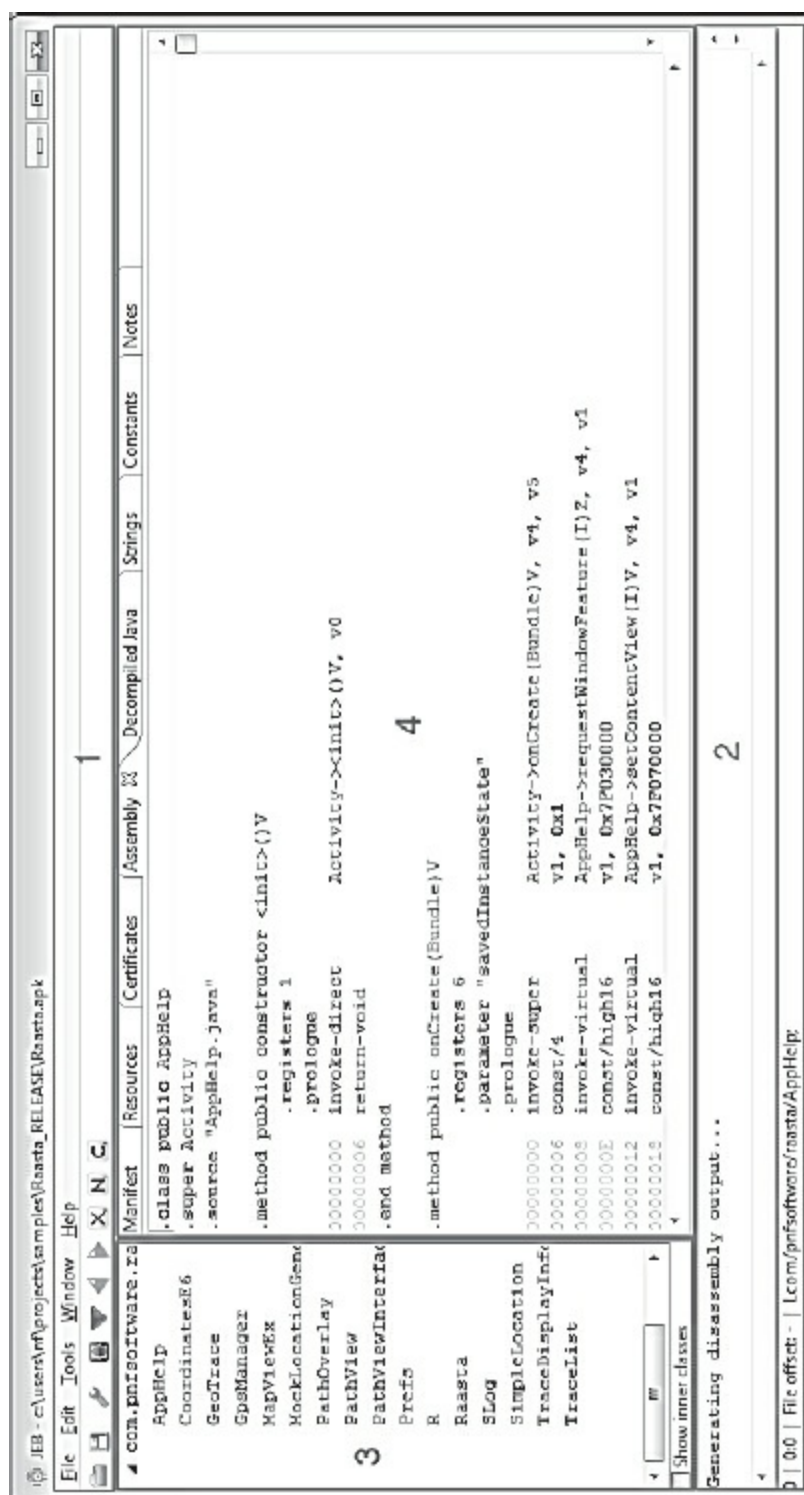 JEB - c:\users\nf\projects\samples\Raasta_RELEASE\Raasta.apk
File Edit Tools Window Help
1
com.pnfsoftware.ra
AppHelp
CoordinatesE6
GeoTrace
GpsManager
MapViewEx
MockLocationGene
PathOverlay
PathView
PathViewInterfac
Prefs
R
Raasta
SLog
SimpleLocation
TraceDisplayInfo
TraceList
3
Show inner classes
Manifest Resources Certificates Assembly Decompiled Java Strings Constants Notes
.class public AppHelp
.super Activity
.source "AppHelp.java"
.method public constructor <init>()V
.registers 1
.prologue
00000000 invoke-direct Activity-><init>()V, v0
00000006 return-void
.end method
4
.method public onCreate(Bundle)V
.registers 6
.parameter "savedInstanceState"
.prologue
00000000 invoke-super Activity->onCreate(Bundle)V, v4, v5
00000006 const/4 v1, 0x1
00000008 invoke-virtual AppHelp->requestWindowFeature(I)Z, v4, v1
0000000E const/high16 v1, 0x7F030000
00000012 invoke-virtual AppHelp->setContentView(I)V, v4, v1
00000018 const/high16 v1, 0x7F070000
Generating disassembly output...
2
0 | 0:0 | File offset: - | Lcom/pnfsoftware/raasta/AppHelp;